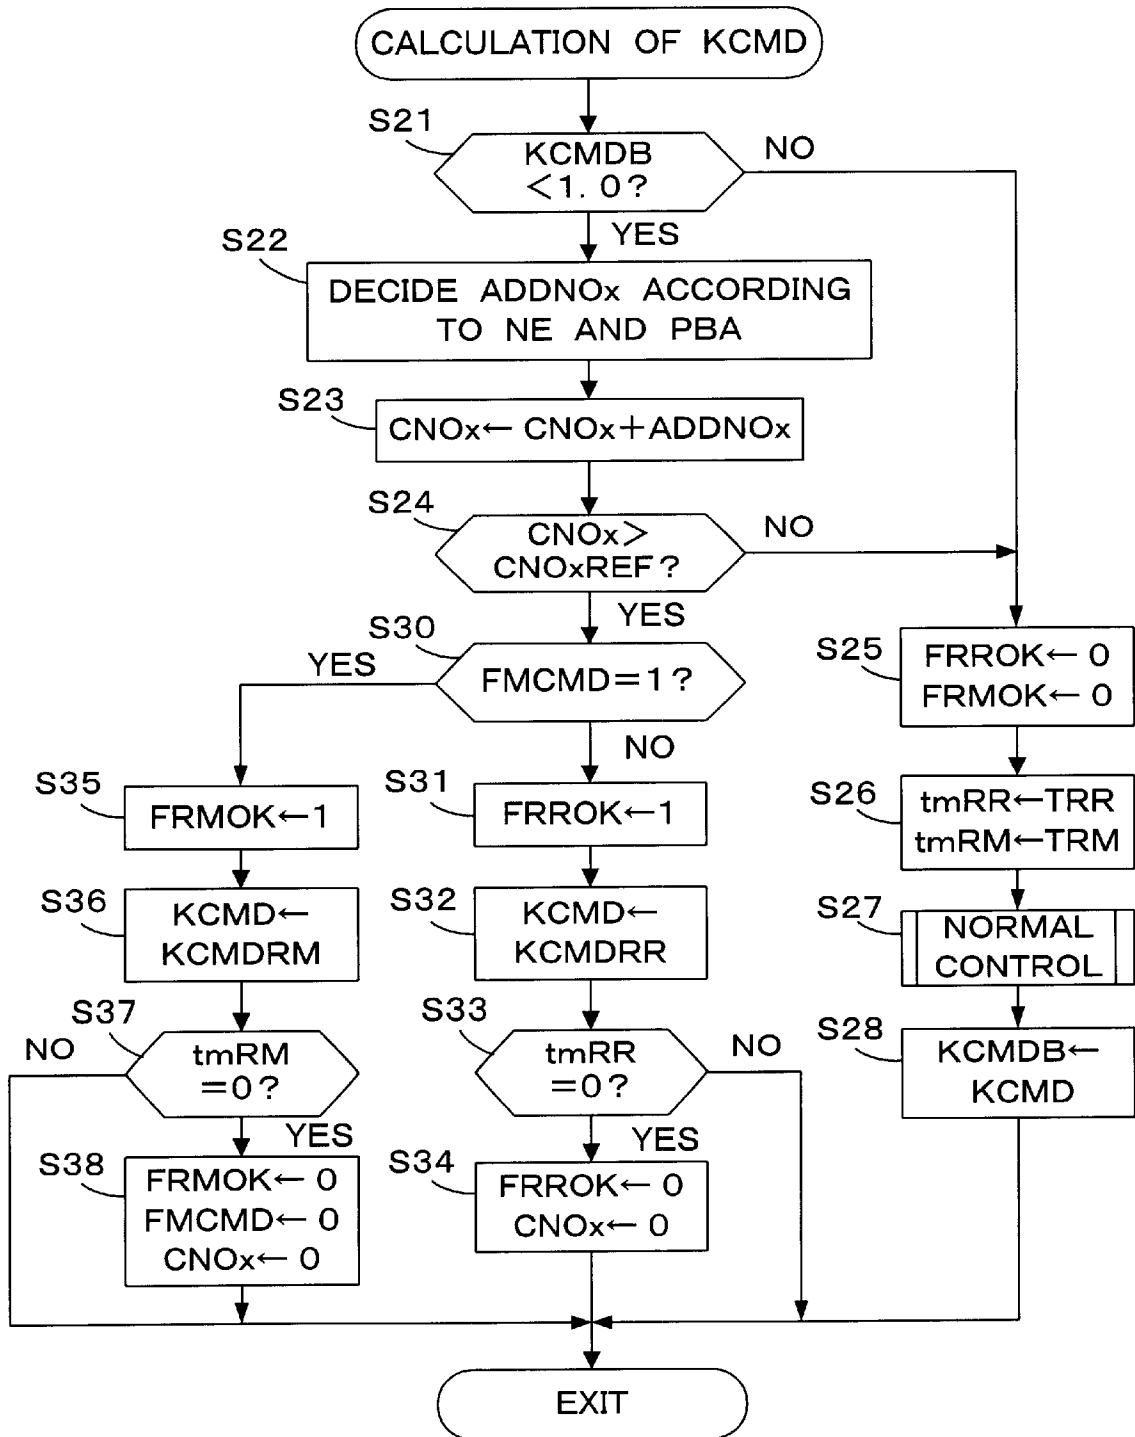 CALCULATION OF KCMD
S21
KCMDB
<1.0?
NO
YES
S22
DECIDE ADDNOx ACCORDING
TO NE AND PBA
S23
CNOx← CNOx+ADDNOx
S24
CNOx>
CNOxREF?
NO
YES
S30
FMCMD=1?
YES
NO
S25
FRROK← 0
FRMOK← 0
S35
FRMOK←1
S31
FRROK←1
S26
tmRR←TRR
tmRM←TRM
S36
KCMD←
KCMDRM
S32
KCMD←
KCMDRR
S27
NORMAL
CONTROL
S37
tmRM
=0?
NO
YES
S33
tmRR
=0?
NO
YES
S28
KCMDB←
KCMD
S38
FRMOK← 0
FMCMD← 0
CNOx← 0
S34
FRROK← 0
CNOx← 0
EXIT